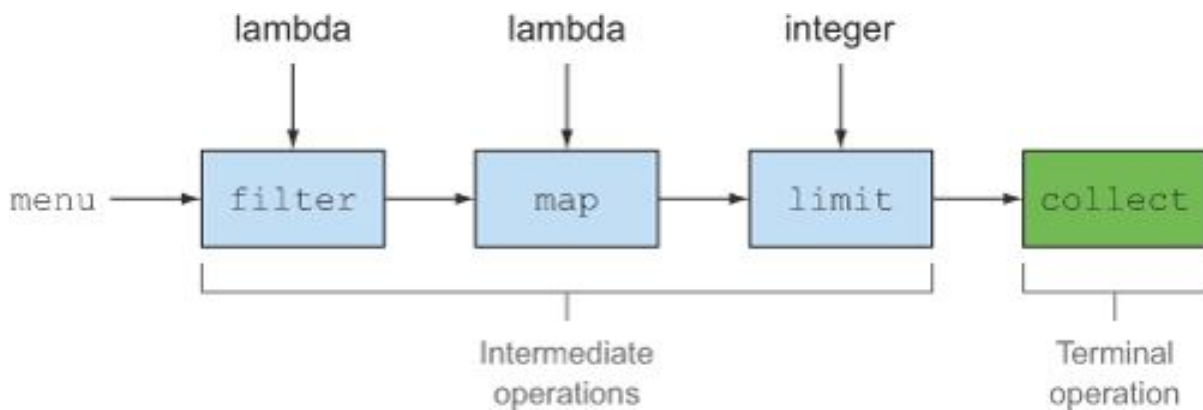 lambda lambda integer
menu filter map limit collect
Intermediate Terminal
operations operation